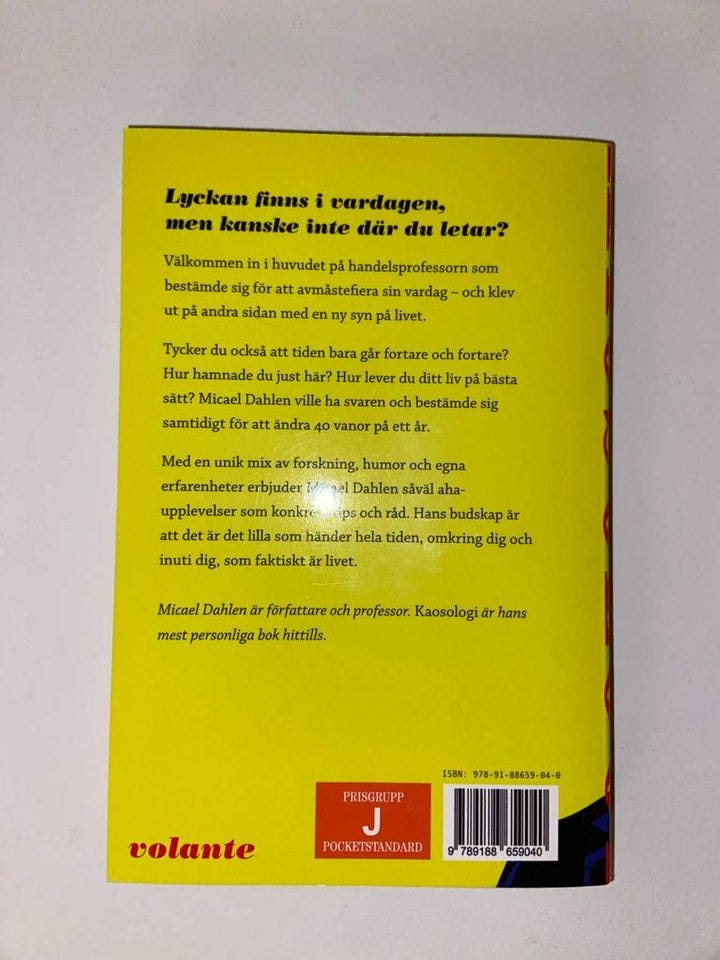 Lyckan finns i vardagen,
men kanske inte där du letar?
Välkommen in i huvudet på handelsprofessorn som
bestämde sig för att avmåstefiera sin vardag – och klev
ut på andra sidan med en ny syn på livet.
Tycker du också att tiden bara går fortare och fortare?
Hur hamnade du just här? Hur lever du ditt liv på bästa
sätt? Micael Dahlen ville ha svaren och bestämde sig
samtidigt för att ändra 40 vanor på ett år.
Med en unik mix av forskning, humor och egna
erfarenheter erbjuder Micael Dahlen såväl aha-
upplevelser som och råd. Hans budskap är
att det är det lilla som händer hela tiden, omkring dig och
inuti dig, som faktiskt är livet.
Micael Dahlen är författare och professor. Kaosologi är hans
mest personliga bok hittills.
ISBN: 978-91-88659-04-0
PRISGRUPP
J
POCKETSTANDARD
9 789188 659040
volante